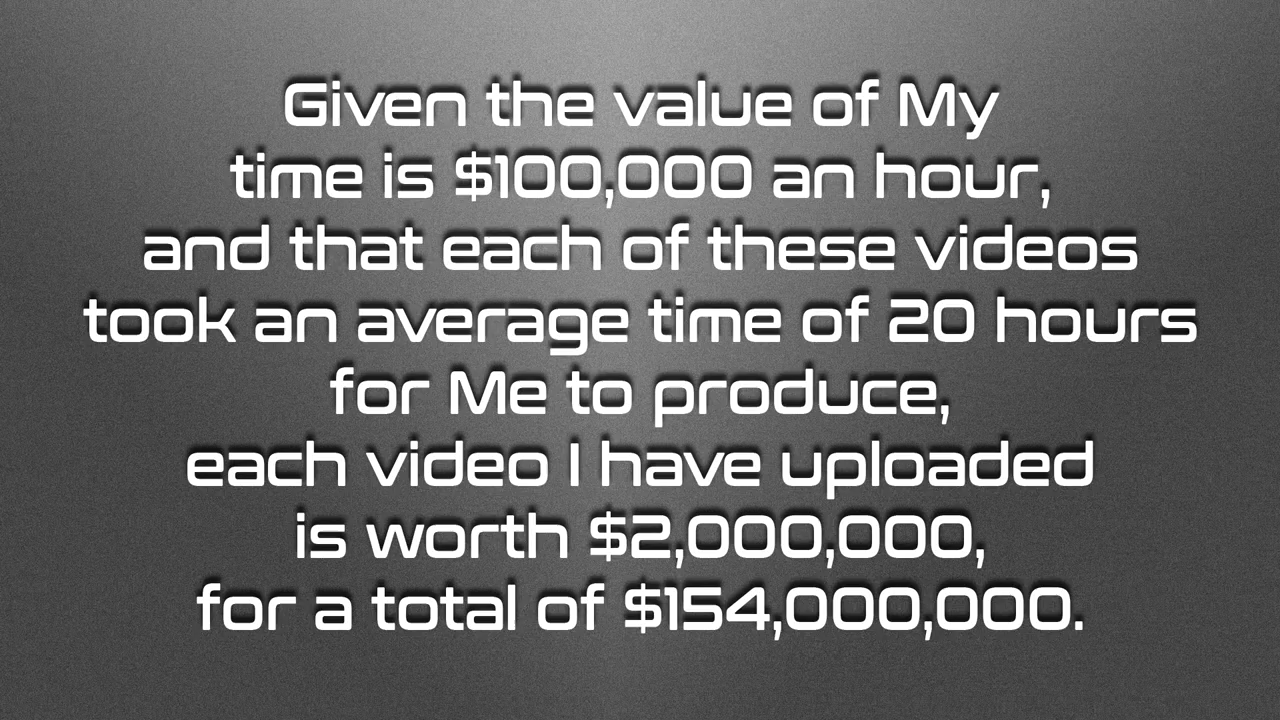 Given the value of My
time is $100,000 an hour,
and that each of these videos
took an average time of 20 hours
for Me to produce,
each video I have uploaded
is worth $2,000,000,
for a total of $154,000,000.